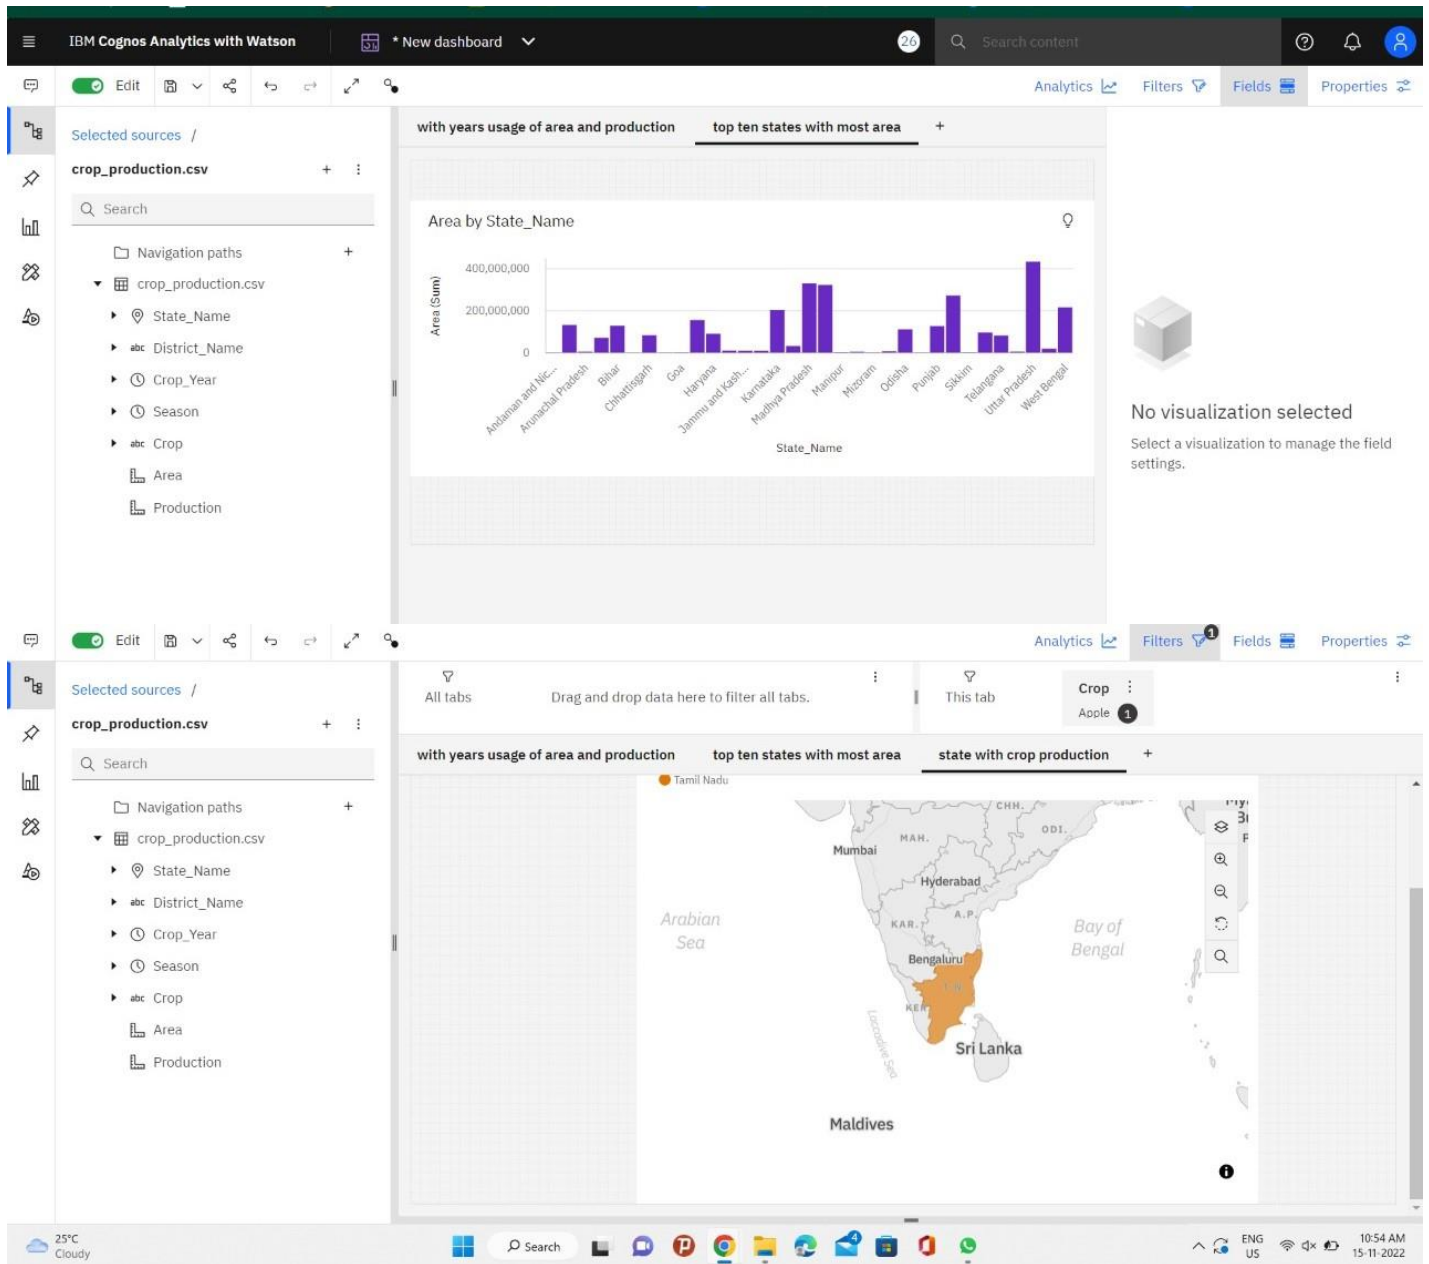 IBM Cognos Analytics with Watson
* New dashboard
26
Search content
Edit
Analytics
Filters
Fields
Properties
Selected sources /
crop_production.csv
Search
Navigation paths
crop_production.csv
State_Name
District_Name
Crop_Year
Season
abc Crop
Area
Production
with years usage of area and production
top ten states with most area
Area by State_Name
400,000,000
200,000,000
0
Area (Sum)
Andaman and Nic...
Arunachal Pradesh
Bihar
Chhattisgarh
Goa
Haryana
Jammu and Kash...
Karnataka
Madhya Pradesh
Manipur
Mizoram
Odisha
Punjab
Sikkim
Telangana
Uttar Pradesh
West Bengal
State_Name
No visualization selected
Select a visualization to manage the field
settings.
Edit
Analytics
Filters
1
Fields
Properties
Selected sources /
crop_production.csv
Search
Navigation paths
crop_production.csv
State_Name
abc District_Name
Crop_Year
Season
abc Crop
Area
Production
All tabs
Drag and drop data here to filter all tabs.
This tab
Crop
Apple 1
with years usage of area and production
top ten states with most area
state with crop production
Tamil Nadu
CHH.
ODI.
MAH.
Mumbai
Hyderabad
A.P.
KAR.
Arabian
Sea
Bay of
Bengal
Bengaluru
T.N.
KER
Laccadive Sea
Sri Lanka
Maldives
25°C
Cloudy
Search
4
ENG
US
10:54 AM
15-11-2022